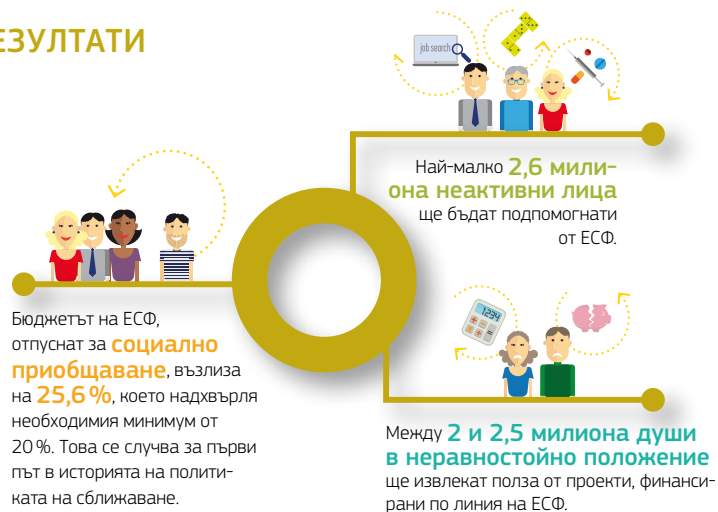 ЕЗУЛТАТИ
job search
Най-малко 2,6 мили-
она неактивни лица
ще бъдат подпомогнати
от ЕСФ.
Бюджетът на ЕСФ,
отпуснат за социално
приобщаване, възлиза
на 25,6 %, което надхвърля
необходимия минимум от
20 %. Това се случва за първи
път в историята на полити-
ката на сближаване.
1234
Между 2 и 2,5 милиона души
в неравностойно положение
ще извлекат полза от проекти, финанси-
рани по линия на ЕСФ.